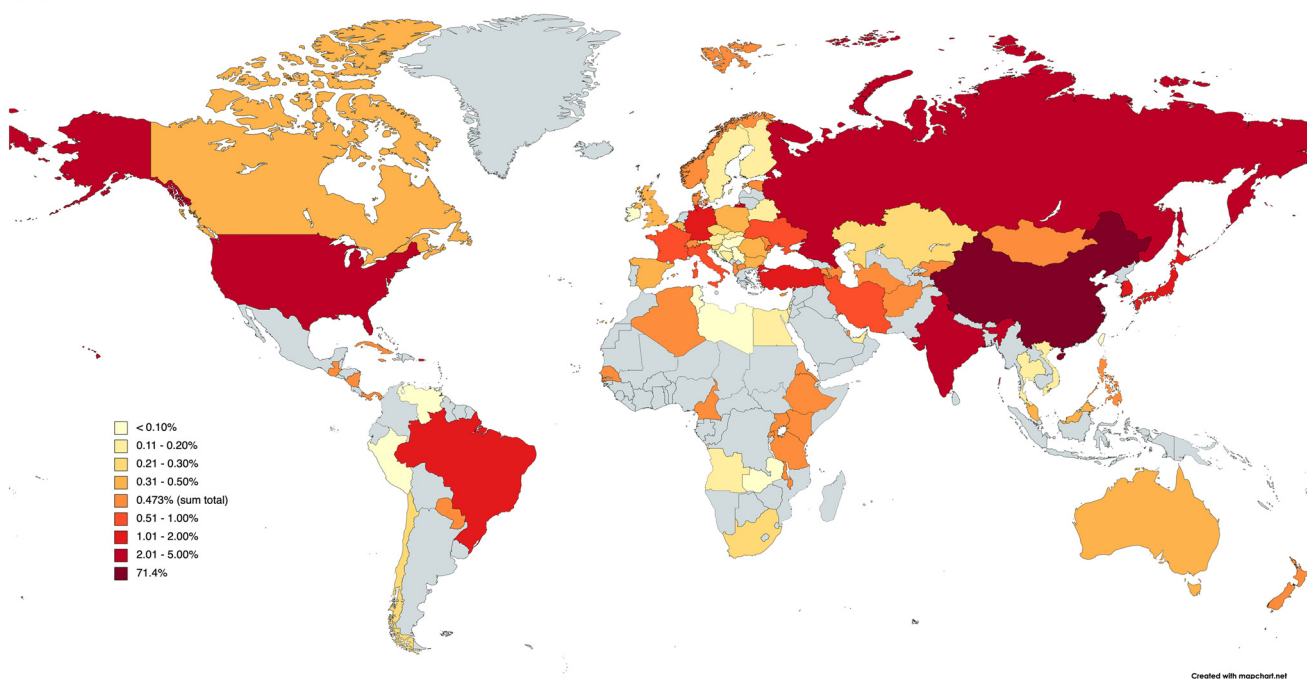 < 0.10%
0.11 - 0.20%
0.21 - 0.30%
0.31 - 0.50%
0.473% (sum total)
0.51 - 1.00%
1.01 - 2.00%
2.01 - 5.00%
71.4%
Created with mapchart.net